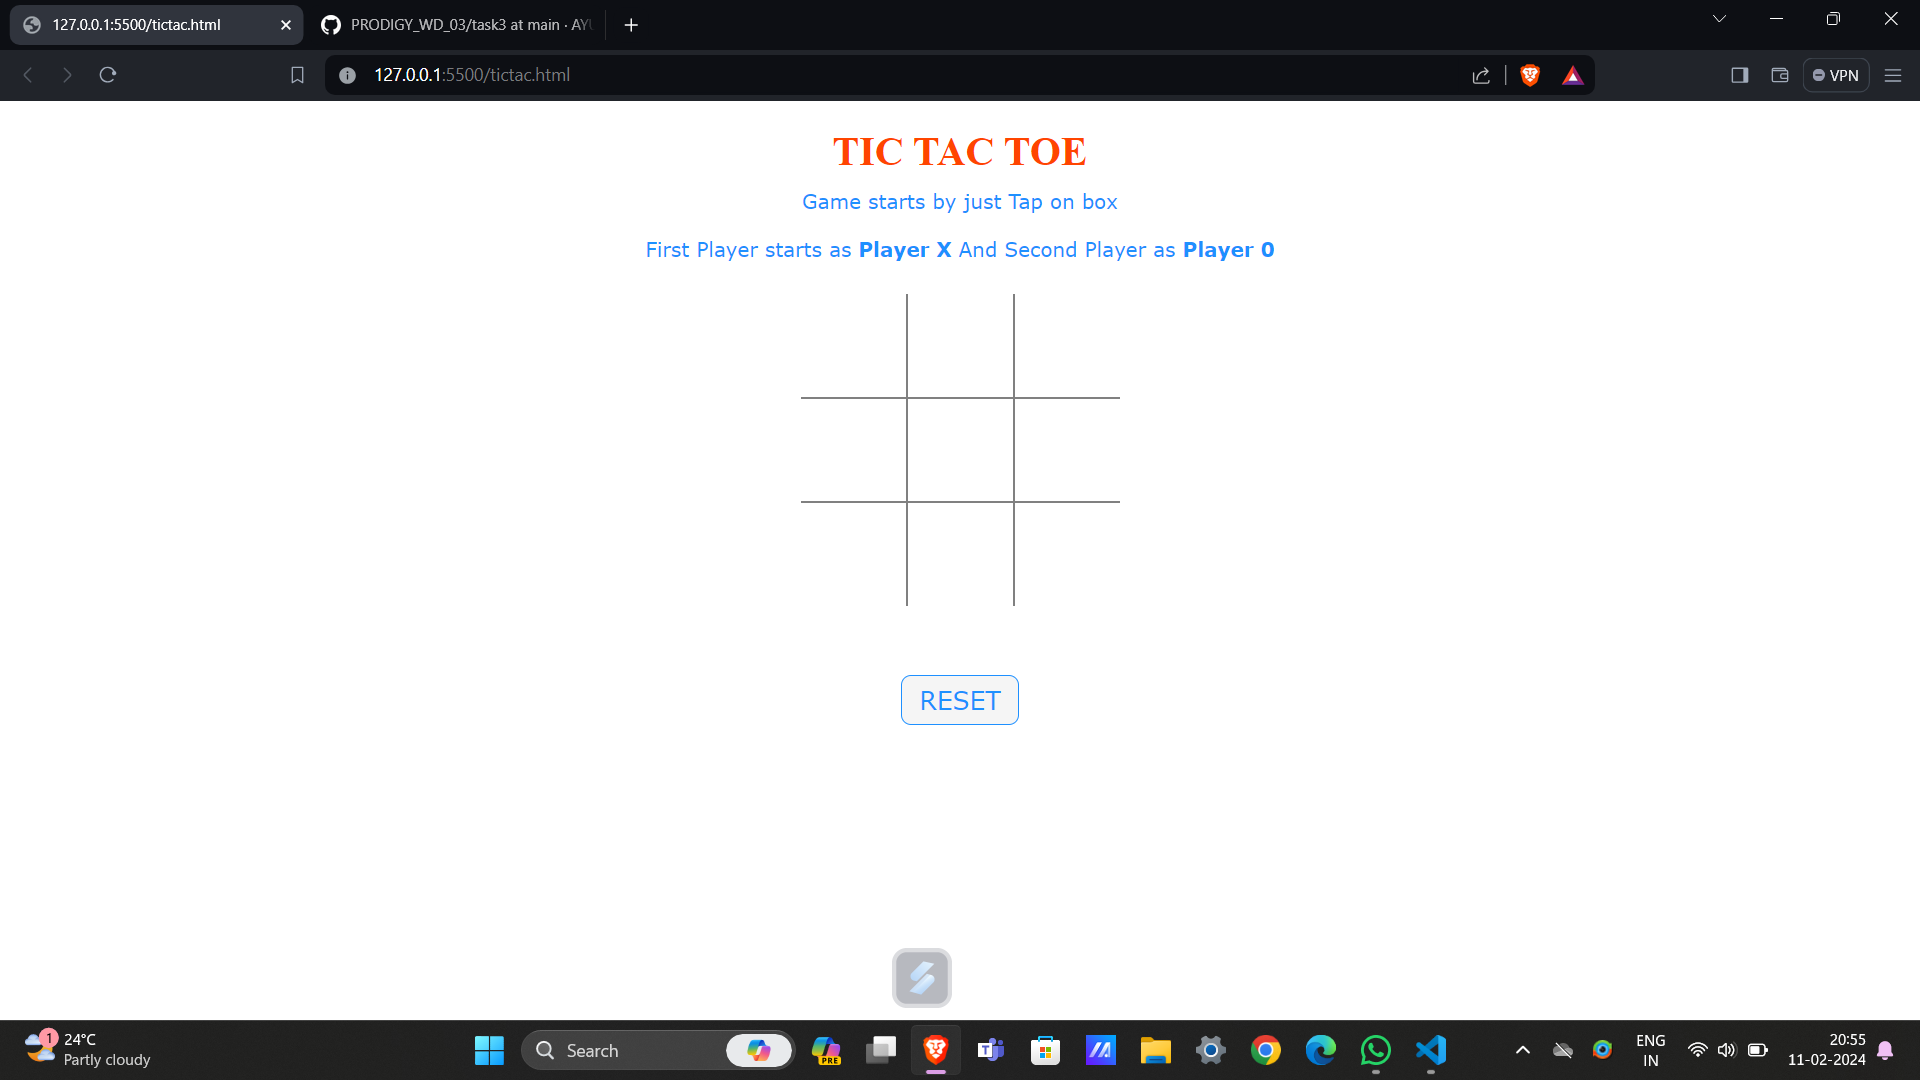 127.0.0.1:5500/tictac.html
PRODIGY_WD_03/task3 at main · AYU
127.0.0.1:5500/tictac.html
VPN
TIC TAC TOE
Game starts by just Tap on box
First Player starts as Player X And Second Player as Player 0
RESET
1
24°C
Partly cloudy
Search
PRE
T
ENG
IN
20:55
11-02-2024